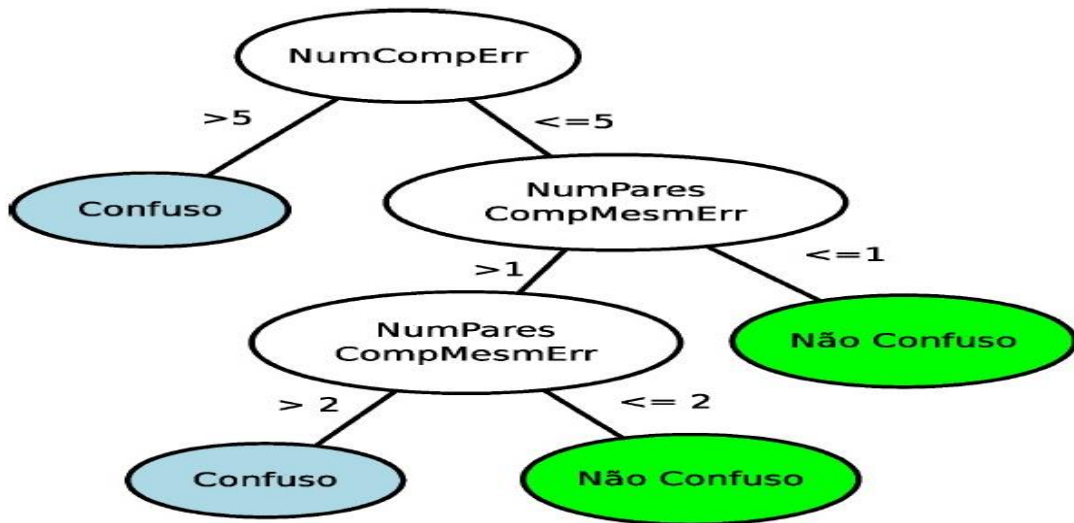 NumCompErr
>5
<=5
Confuso
NumPares
CompMesmErr
>1
<=1
NumPares
CompMesmErr
Não Confuso
> 2
<= 2
Confuso
Não Confuso